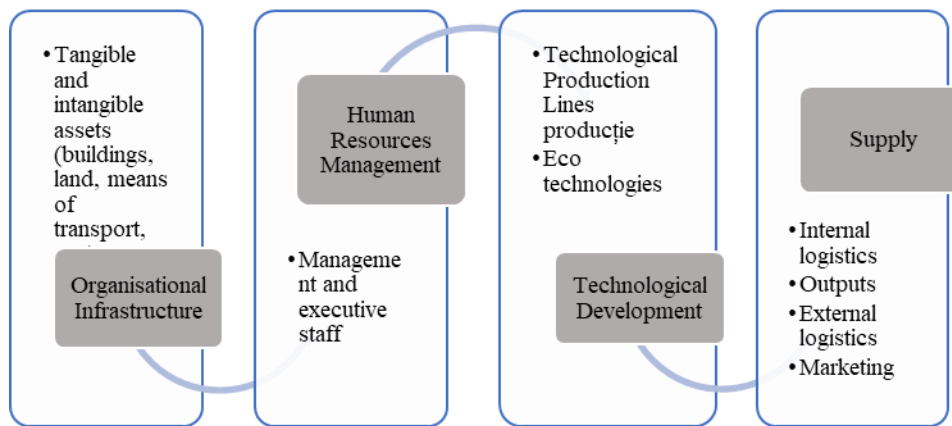 •Tangible
and
intangible
assets
(buildings,
land, means
of
transport,
Organisational
Infrastructure
Human
Resources
Management
•Manageme
nt and
executive
staff
•Technological
Production
Lines
producție
•Eco
technologies
Technological
Development
Supply
•Internal
logistics
•Outputs
•External
logistics
•Marketing